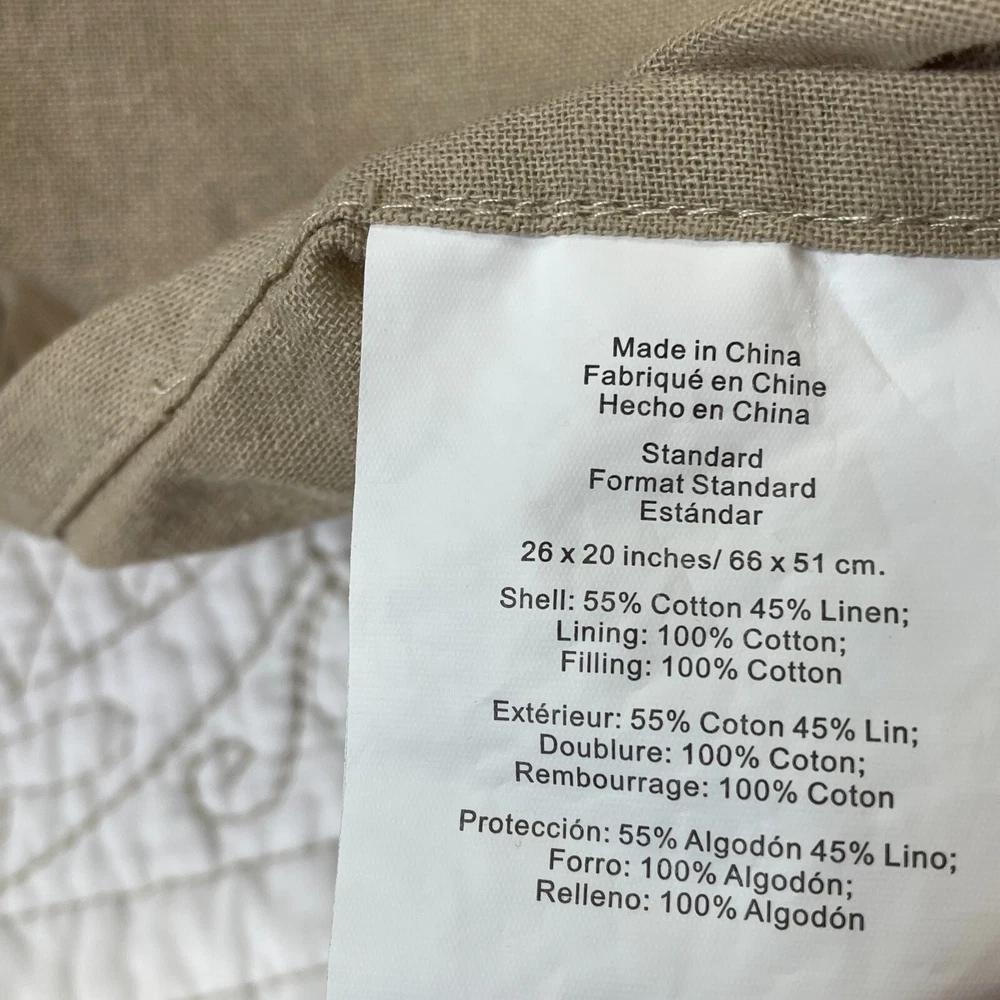 Made in China
Fabriqué en Chine
Hecho en China
Standard
Format Standard
Estándar
26 x 20 inches/ 66 x 51 cm.
Shell: 55% Cotton 45% Linen;
Lining: 100% Cotton;
Filling: 100% Cotton
Extérieur: 55% Coton 45% Lin;
Doublure: 100% Coton;
Rembourrage: 100% Coton
Protección: 55% Algodón 45% Lino;
Forro: 100% Algodón;
Relleno: 100% Algodón